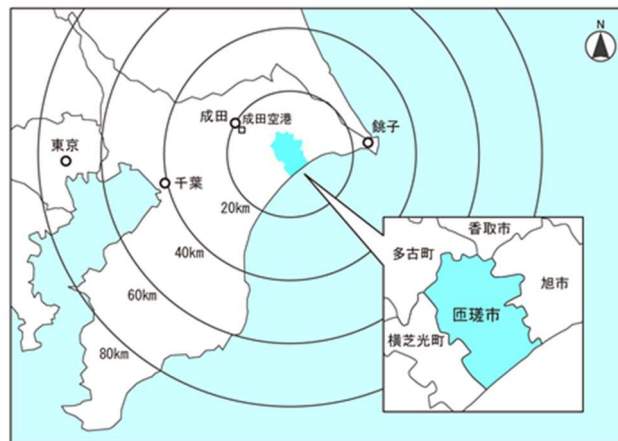 N
成田
成田空港
銚子
東京
千葉
20km
40km
60km
80km
香取市
多古町
旭市
匝瑳市
横芝光町